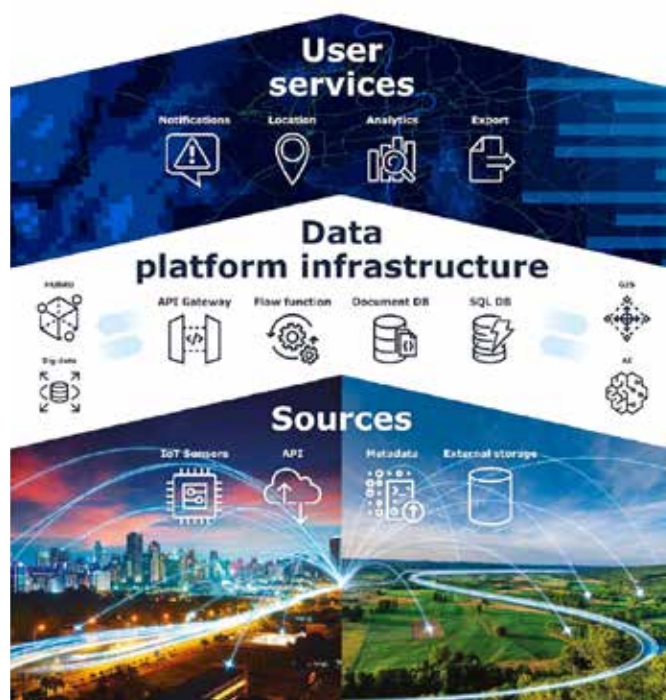 User
services
Notifications Location Analytics Export
Data
platform infrastructure
API Gateway Flow function Document DB SQL DB
Big data
AI
Sources
IoT Sensors API Metadata External storage